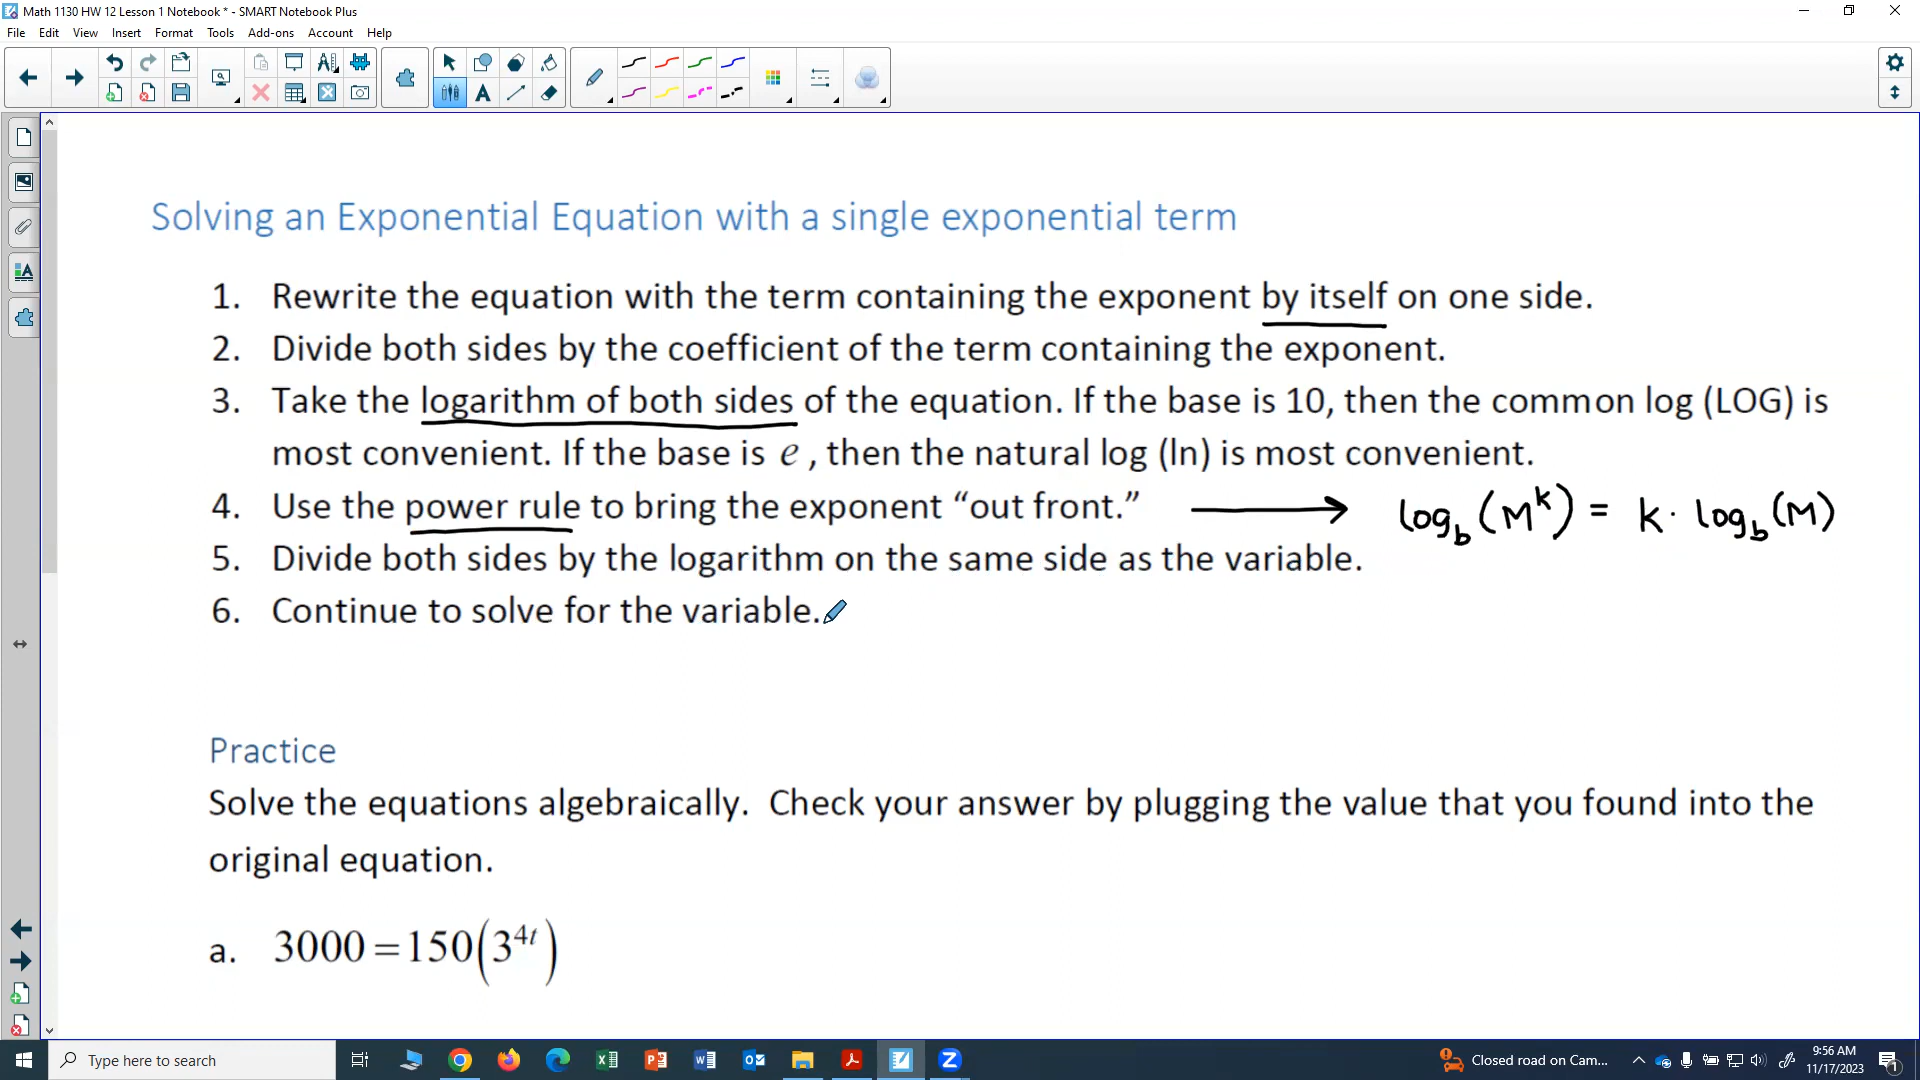 Math 1130 HW 12 Lesson 1 Notebook * - SMART Notebook Plus
File Edit View Insert Format Tools Add-ons Account Help
Solving an Exponential Equation with a single exponential term
1. Rewrite the equation with the term containing the exponent by itself on one side.
2. Divide both sides by the coefficient of the term containing the exponent.
3. Take the logarithm of both sides of the equation. If the base is 10, then the common log (LOG) is
most convenient. If the base is e , then the natural log (ln) is most convenient.
4. Use the power rule to bring the exponent “out front.” ⟶ log_b (M^k) = k · log_b (M)
5. Divide both sides by the logarithm on the same side as the variable.
6. Continue to solve for the variable.
Practice
Solve the equations algebraically. Check your answer by plugging the value that you found into the
original equation.
a. 3000 = 150(3^{4t})
Type here to search
Closed road on Cam...
9:56 AM
11/17/2023
1